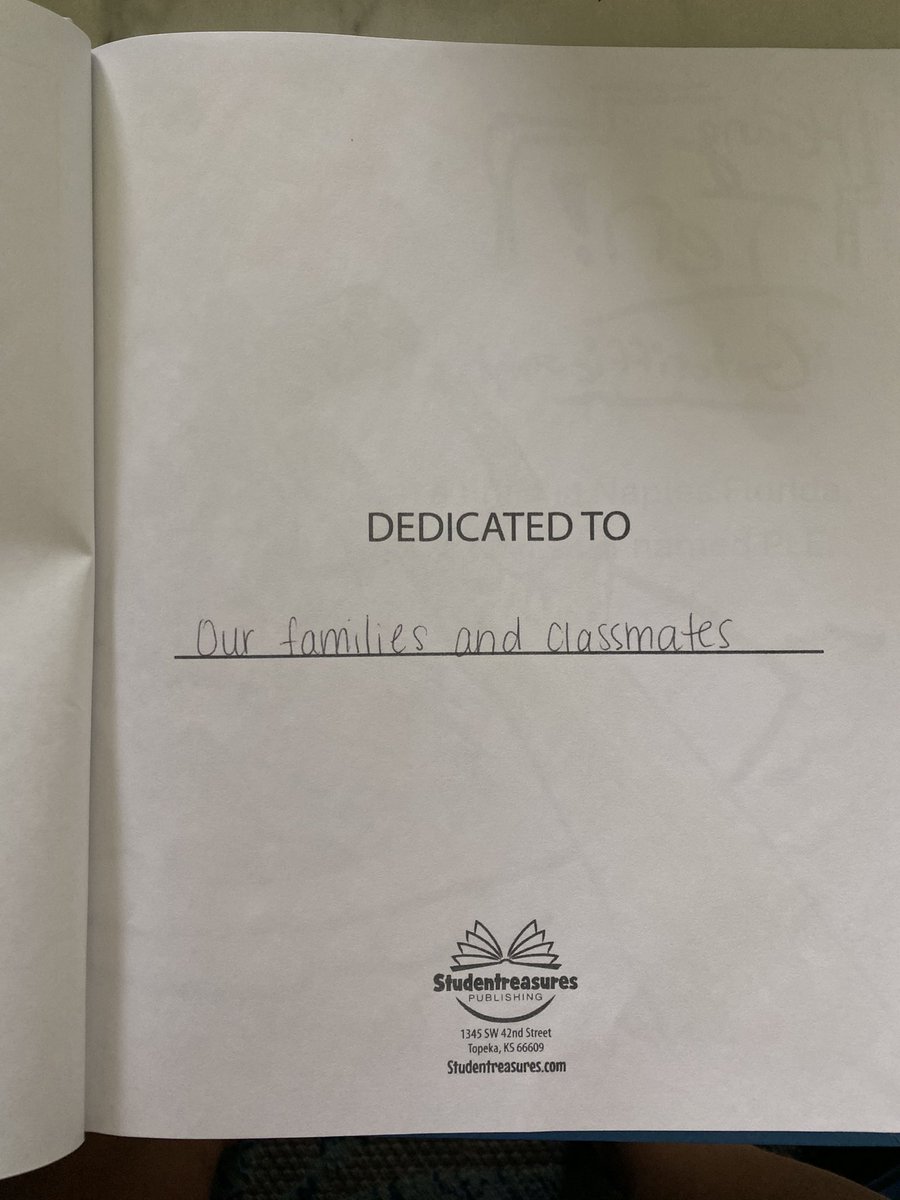 DEDICATED TO
Our families and classmates
Studentreasures
PUBLISHING
1345 SW 42nd Street
Topeka, KS 66609
Studentreasures.com